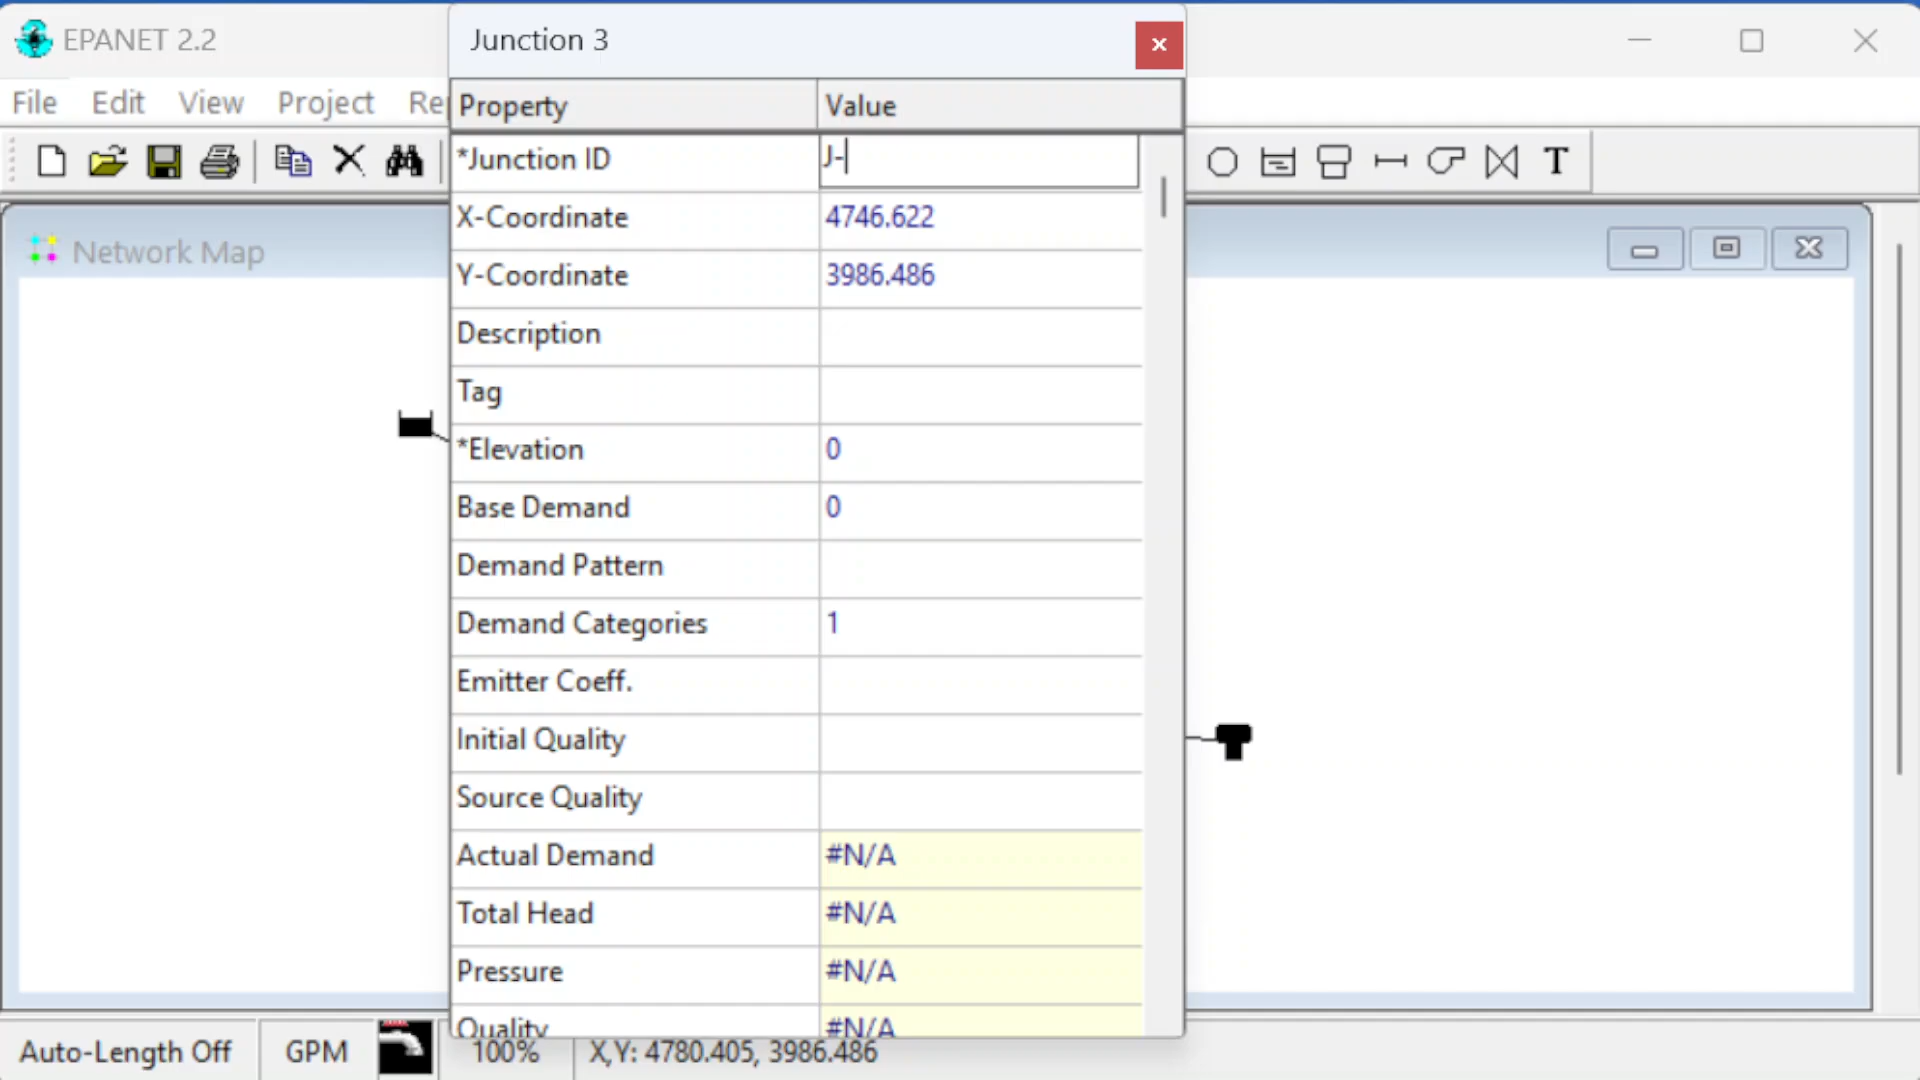 EPANET 2.2
Junction 3
File Edit View Project Re
Property Value
*Junction ID J-
X-Coordinate 4746.622
Y-Coordinate 3986.486
Description
Tag
*Elevation 0
Base Demand 0
Demand Pattern
Demand Categories 1
Emitter Coeff.
Initial Quality
Source Quality
Actual Demand #N/A
Total Head #N/A
Pressure #N/A
Quality #N/A
T
Network Map
Auto-Length Off GPM 100% X,Y: 4780.405, 3986.486